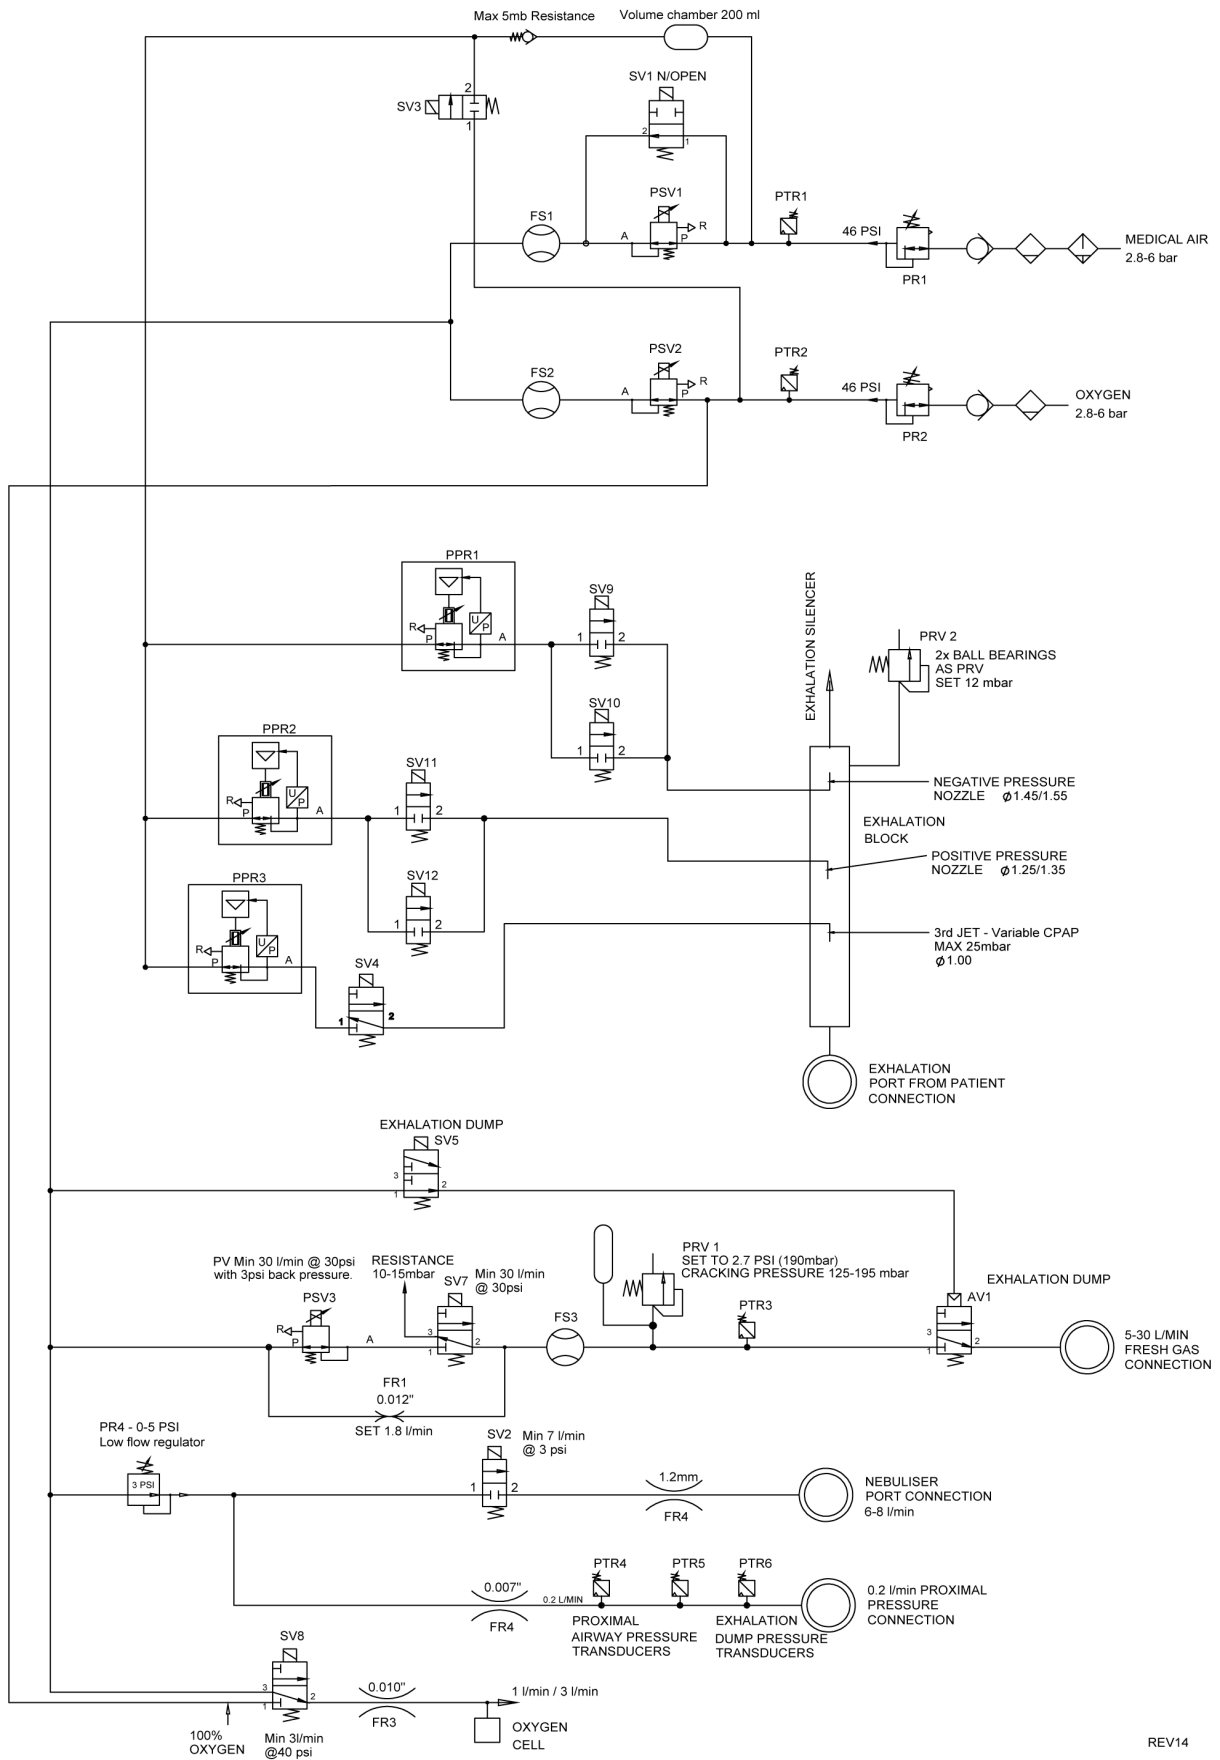 Max 5mb Resistance
Volume chamber 200 ml
SV1 N/OPEN
2
SV3
1
2
1
PSV1
PTR1
FS1
R
A
P
46 PSI
MEDICAL AIR
2.8-6 bar
PR1
PSV2
PTR2
FS2
R
A
P
46 PSI
OXYGEN
2.8-6 bar
PR2
PPR1
U
P
R
P
A
SV9
1
2
SV10
1
2
EXHALATION SILENCER
PRV 2
2x BALL BEARINGS
AS PRV
SET 12 mbar
PPR2
U
P
R
P
A
SV11
1
2
SV12
1
2
NEGATIVE PRESSURE
NOZZLE ϕ1.45/1.55
EXHALATION
BLOCK
POSITIVE PRESSURE
NOZZLE ϕ1.25/1.35
PPR3
U
P
R
P
A
SV4
1
2
3rd JET - Variable CPAP
MAX 25mbar
ϕ1.00
EXHALATION
PORT FROM PATIENT
CONNECTION
EXHALATION DUMP
SV5
3
2
1
PV Min 30 l/min @ 30psi
with 3psi back pressure.
PSV3
R
P
A
RESISTANCE
10-15mbar
SV7
Min 30 l/min
@ 30psi
3
2
1
FS3
PRV 1
SET TO 2.7 PSI (190mbar)
CRACKING PRESSURE 125-195 mbar
PTR3
EXHALATION DUMP
AV1
3
2
1
5-30 L/MIN
FRESH GAS
CONNECTION
FR1
0.012"
SET 1.8 l/min
PR4 - 0-5 PSI
Low flow regulator
3 PSI
SV2
Min 7 l/min
@ 3 psi
1
2
1.2mm
FR4
NEBULISER
PORT CONNECTION
6-8 l/min
0.007"
FR4
0.2 L/MIN
PTR4
PTR5
PTR6
PROXIMAL
AIRWAY PRESSURE
TRANSDUCERS
EXHALATION
DUMP PRESSURE
TRANSDUCERS
0.2 l/min PROXIMAL
PRESSURE
CONNECTION
SV8
3
2
1
100%
OXYGEN
Min 3l/min
@40 psi
0.010"
FR3
1 l/min / 3 l/min
OXYGEN
CELL
REV14